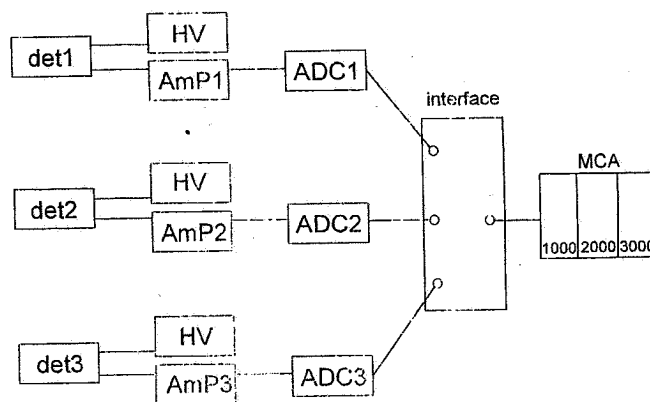 HV
det1
AmP1
ADC1
interface
HV
det2
AmP2
ADC2
MCA
1000 2000 3000
HV
det3
AmP3
ADC3